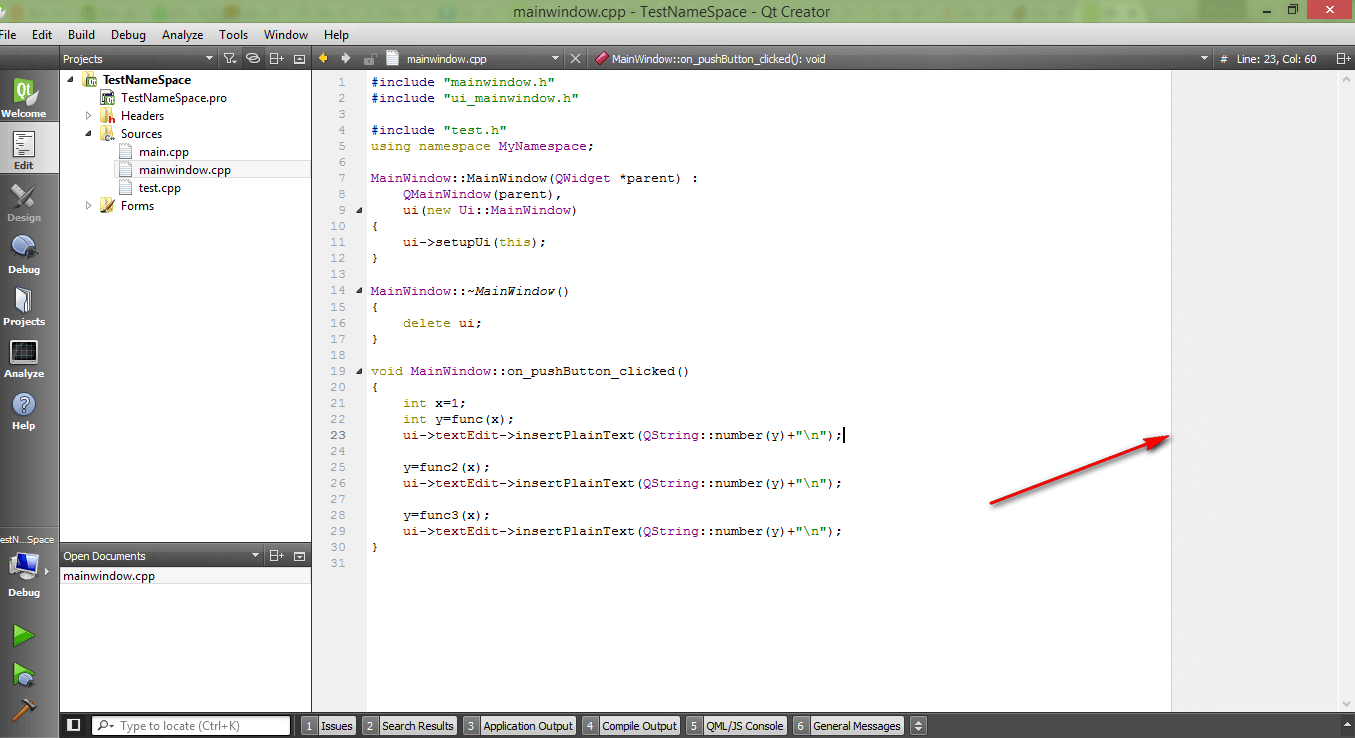 mainwindow.cpp - TestNameSpace - Qt Creator
File Edit Build Debug Analyze Tools Window Help
Projects
mainwindow.cpp
MainWindow::on_pushButton_clicked(): void
# Line: 23, Col: 60
Welcome
Edit
Design
Debug
Projects
Analyze
Help
estN...Space
Debug
TestNameSpace
TestNameSpace.pro
Headers
Sources
main.cpp
mainwindow.cpp
test.cpp
Forms
Open Documents
mainwindow.cpp
1 #include "mainwindow.h"
2 #include "ui_mainwindow.h"
3
4 #include "test.h"
5 using namespace MyNamespace;
6
7 MainWindow::MainWindow(QWidget *parent) :
8 QMainWindow(parent),
9 ui(new Ui::MainWindow)
10 {
11 ui->setupUi(this);
12 }
13
14 MainWindow::~MainWindow()
15 {
16 delete ui;
17 }
18
19 void MainWindow::on_pushButton_clicked()
20 {
21 int x=1;
22 int y=func(x);
23 ui->textEdit->insertPlainText(QString::number(y)+"\n");
24
25 y=func2(x);
26 ui->textEdit->insertPlainText(QString::number(y)+"\n");
27
28 y=func3(x);
29 ui->textEdit->insertPlainText(QString::number(y)+"\n");
30 }
31
Type to locate (Ctrl+K)
1 Issues 2 Search Results 3 Application Output 4 Compile Output 5 QML/JS Console 6 General Messages